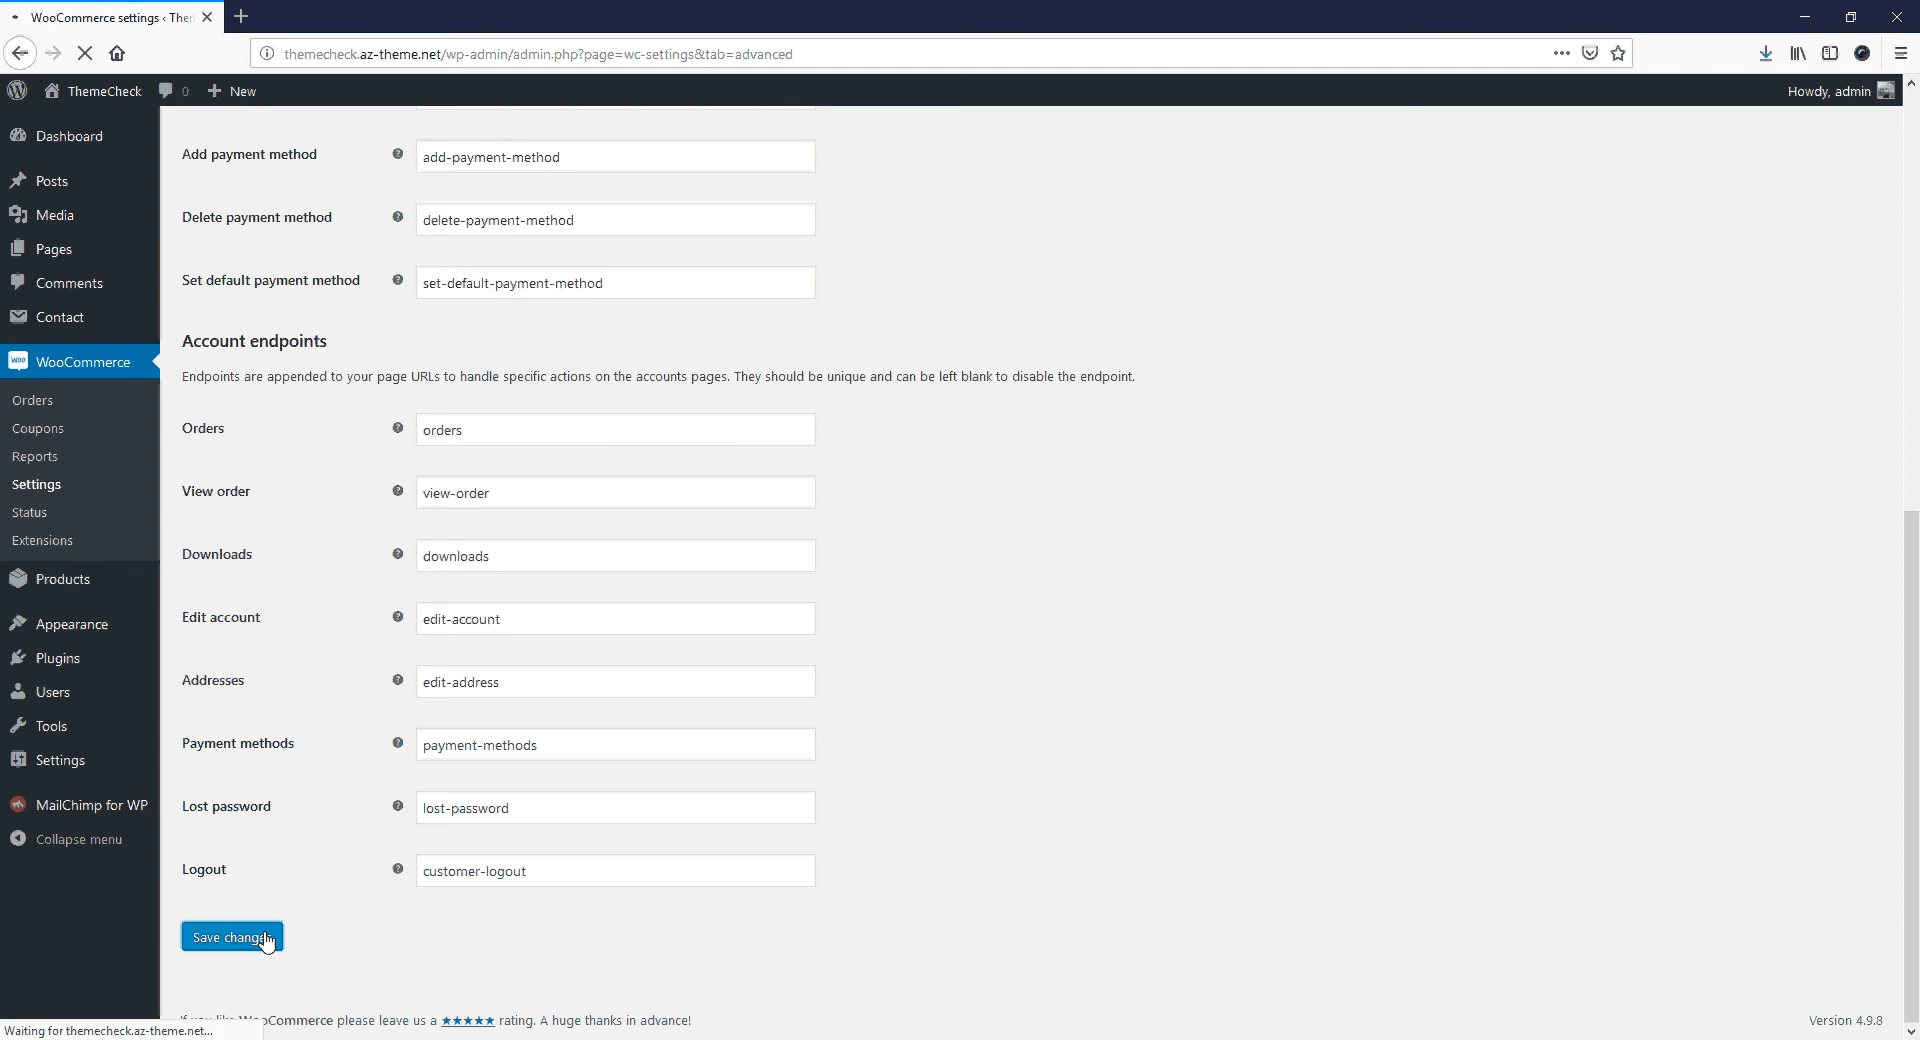 WooCommerce settings ‹ Ther
themecheck.az-theme.net/wp-admin/admin.php?page=wc-settings&tab=advanced
ThemeCheck 0 New Howdy, admin
Dashboard
Posts
Media
Pages
Comments
Contact
WooCommerce
Orders
Coupons
Reports
Settings
Status
Extensions
Products
Appearance
Plugins
Users
Tools
Settings
MailChimp for WP
Collapse menu
Add payment method add-payment-method
Delete payment method delete-payment-method
Set default payment method set-default-payment-method
Account endpoints
Endpoints are appended to your page URLs to handle specific actions on the accounts pages. They should be unique and can be left blank to disable the endpoint.
Orders orders
View order view-order
Downloads downloads
Edit account edit-account
Addresses edit-address
Payment methods payment-methods
Lost password lost-password
Logout customer-logout
Save change
WooCommerce please leave us a ★★★★★ rating. A huge thanks in advance!
Version 4.9.8
Waiting for themecheck.az-theme.net...